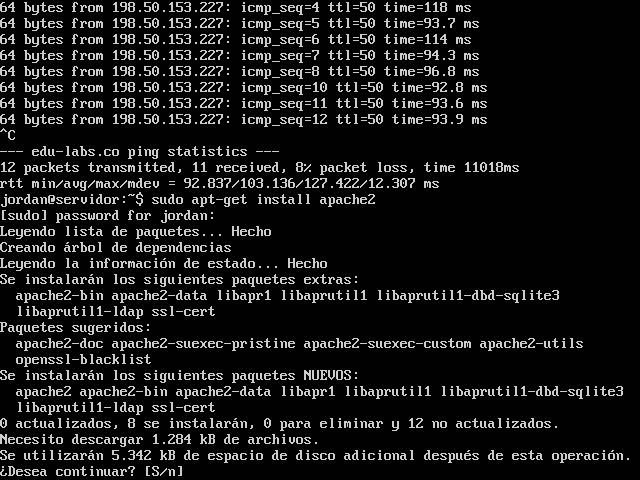 64 bytes from 198.50.153.227: icmp_seq=4 ttl=50 time=118 ms
64 bytes from 198.50.153.227: icmp_seq=5 ttl=50 time=93.7 ms
64 bytes from 198.50.153.227: icmp_seq=6 ttl=50 time=114 ms
64 bytes from 198.50.153.227: icmp_seq=7 ttl=50 time=94.3 ms
64 bytes from 198.50.153.227: icmp_seq=8 ttl=50 time=96.8 ms
64 bytes from 198.50.153.227: icmp_seq=10 ttl=50 time=92.8 ms
64 bytes from 198.50.153.227: icmp_seq=11 ttl=50 time=93.6 ms
64 bytes from 198.50.153.227: icmp_seq=12 ttl=50 time=93.9 ms
^C
--- edu-labs.co ping statistics ---
12 packets transmitted, 11 received, 8% packet loss, time 11018ms
rtt min/avg/max/mdev = 92.837/103.136/127.422/12.307 ms
jordan@servidor:~$ sudo apt-get install apache2
[sudo] password for jordan:
Leyendo lista de paquetes... Hecho
Creando árbol de dependencias
Leyendo la información de estado... Hecho
Se instalarán los siguientes paquetes extras:
  apache2-bin apache2-data libapr1 libaprutil1 libaprutil1-dbd-sqlite3
  libaprutil1-ldap ssl-cert
Paquetes sugeridos:
  apache2-doc apache2-suexec-pristine apache2-suexec-custom apache2-utils
  openssl-blacklist
Se instalarán los siguientes paquetes NUEVOS:
  apache2 apache2-bin apache2-data libapr1 libaprutil1 libaprutil1-dbd-sqlite3
  libaprutil1-ldap ssl-cert
0 actualizados, 8 se instalarán, 0 para eliminar y 12 no actualizados.
Necesito descargar 1.284 kB de archivos.
Se utilizarán 5.342 kB de espacio de disco adicional después de esta operación.
¿Desea continuar? [S/n]